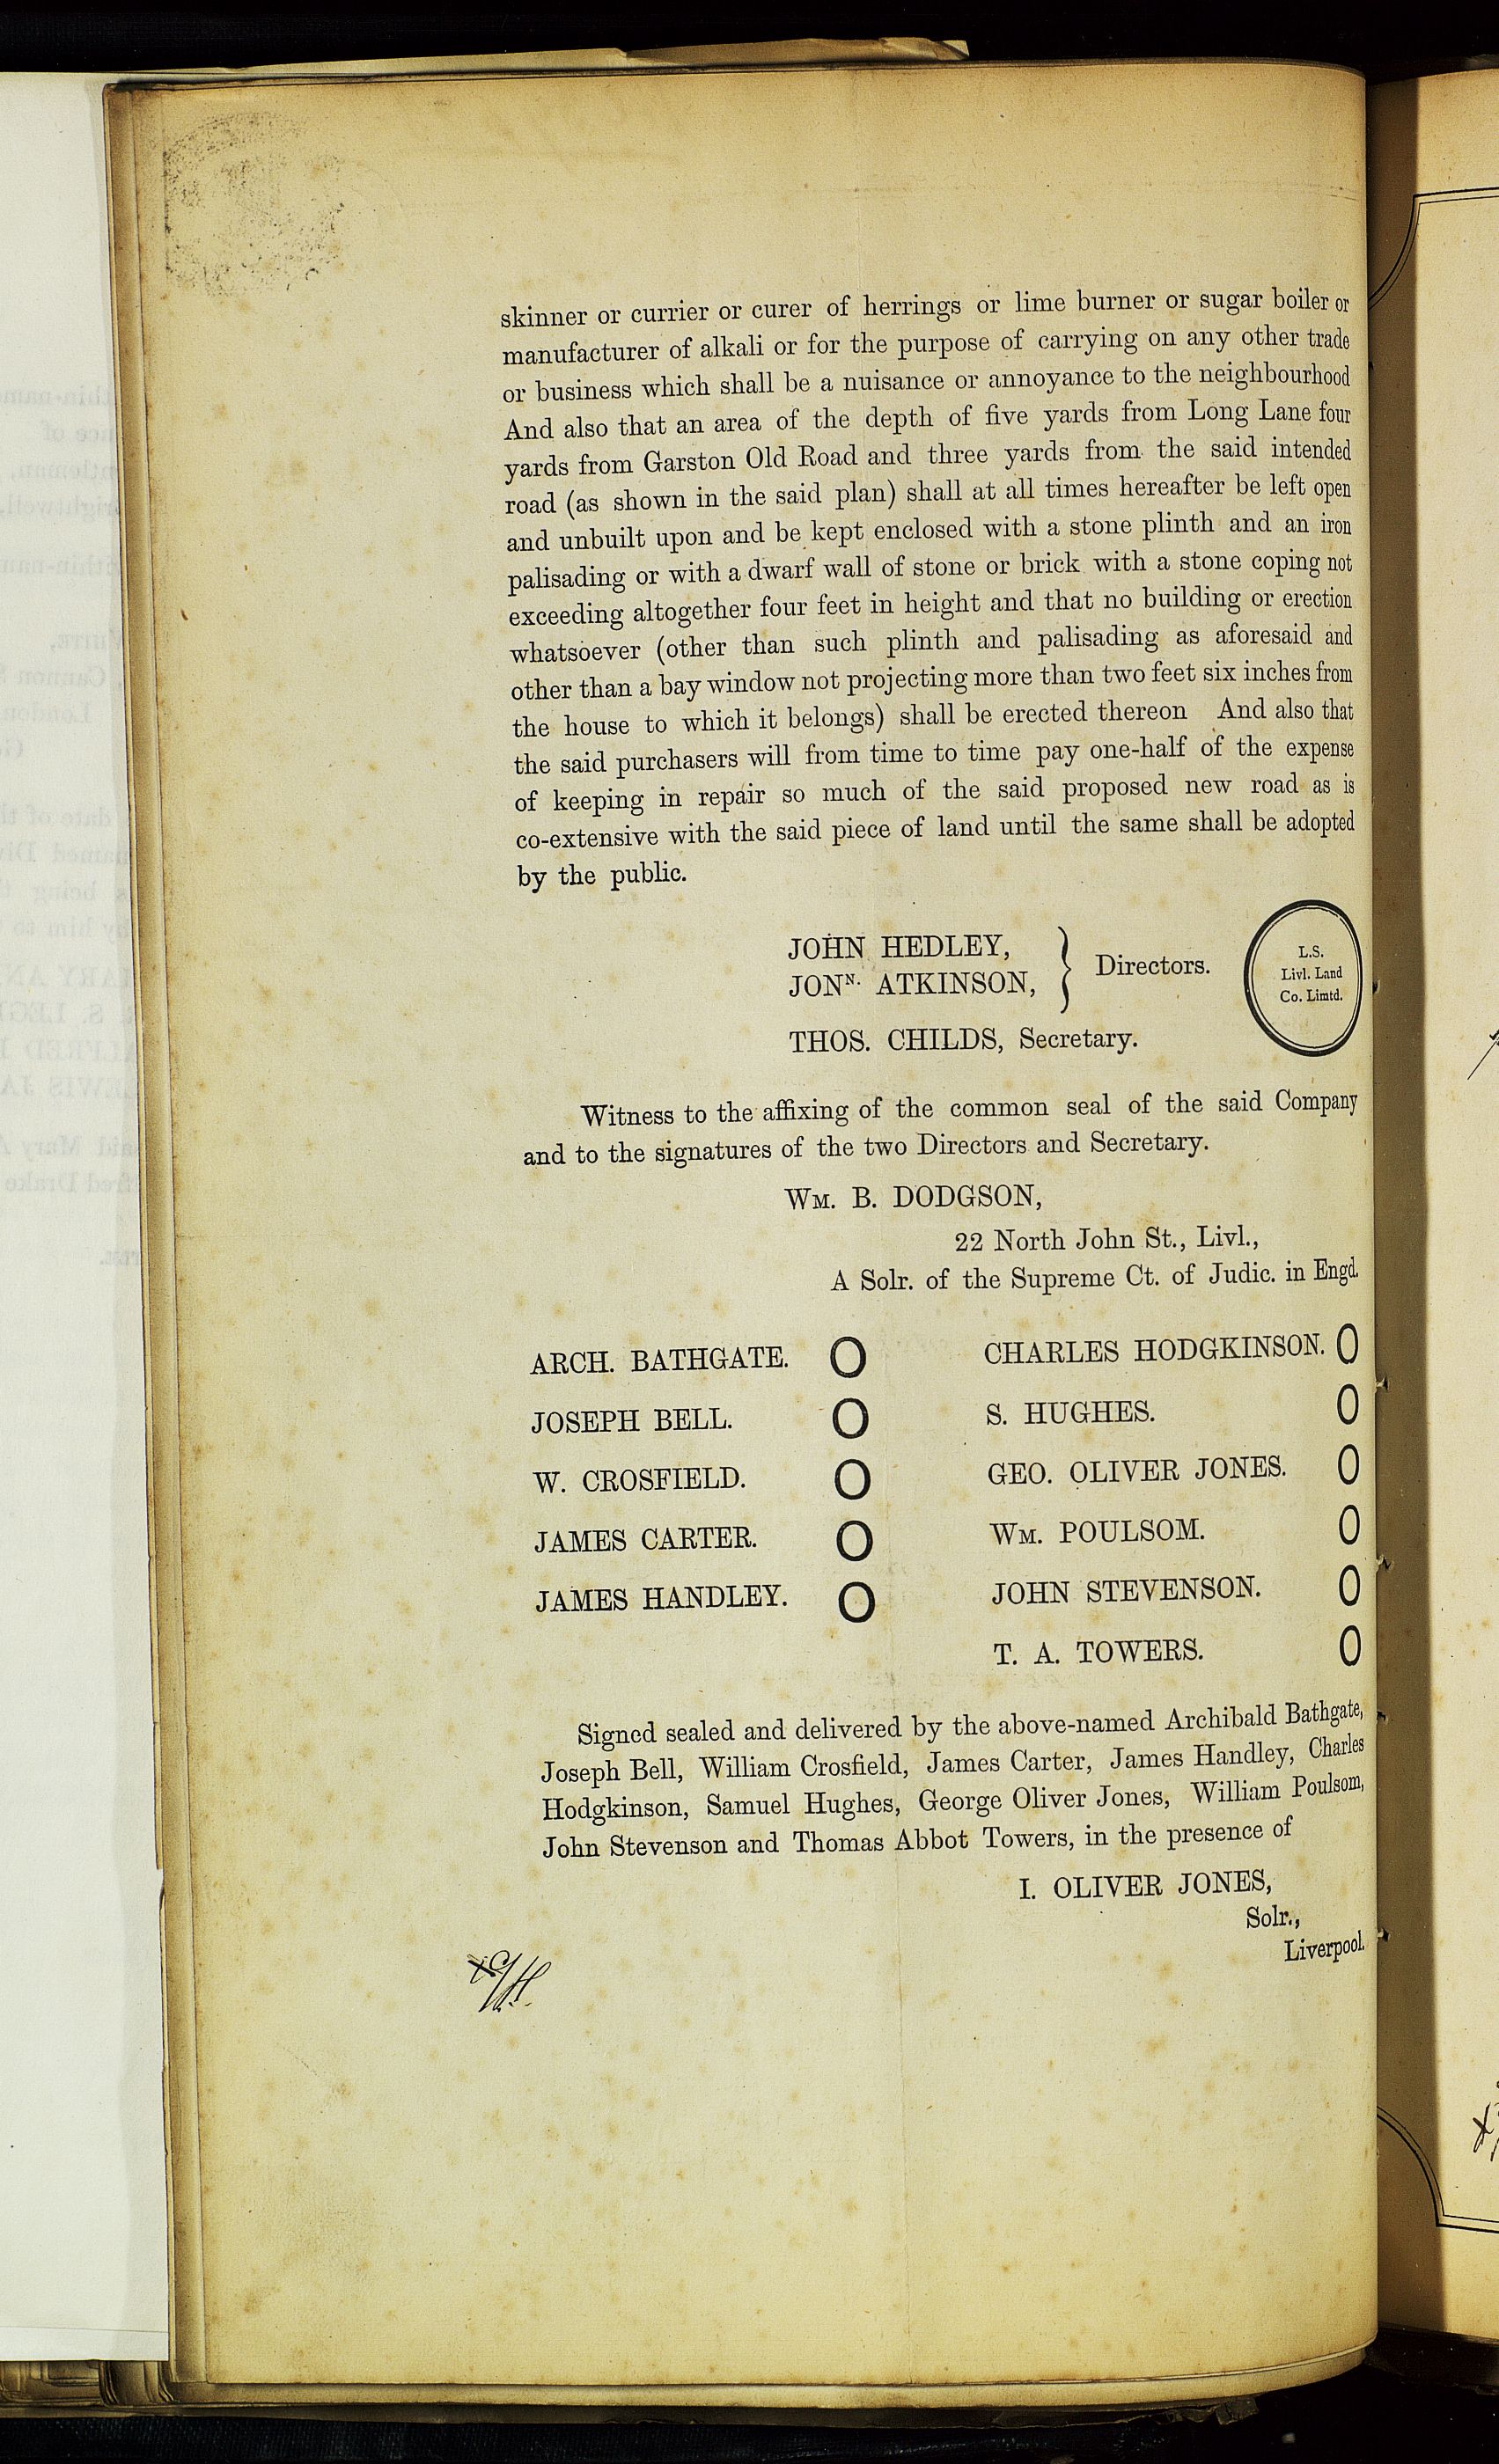 skinner or currier or curer of herrings or lime burner or sugar boiler or
manufacturer of alkali or for the purpose of carrying on any other trade
or business which shall be a nuisance or annoyance to the neighbourhood
And also that an area of the depth of five yards from Long Lane four
yards from Garston Old Road and three yards from the said intended
road (as shown in the said plan) shall at all times hereafter be left open
and unbuilt upon and be kept enclosed with a stone plinth and an iron
palisading or with a dwarf wall of stone or brick with a stone coping not
exceeding altogether four feet in height and that no building or erection
whatsoever (other than such plinth and palisading as aforesaid and
other than a bay window not projecting more than two feet six inches from
the house to which it belongs) shall be erected thereon And also that
the said purchasers will from time to time pay one-half of the expense
of keeping in repair so much of the said proposed new road as is
co-extensive with the said piece of land until the same shall be adopted
by the public.
JOHN HEDLEY,
JONN. ATKINSON, } Directors.
L.S.
Livl. Land
Co. Limtd.
THOS. CHILDS, Secretary.
Witness to the affixing of the common seal of the said Company
and to the signatures of the two Directors and Secretary.
WM. B. DODGSON,
22 North John St., Livl.,
A Solr. of the Supreme Ct. of Judic. in Engd.
ARCH. BATHGATE. O CHARLES HODGKINSON. O
JOSEPH BELL. O S. HUGHES. O
W. CROSFIELD. O GEO. OLIVER JONES. O
JAMES CARTER. O WM. POULSOM. O
JAMES HANDLEY. O JOHN STEVENSON. O
T. A. TOWERS. O
Signed sealed and delivered by the above-named Archibald Bathgate,
Joseph Bell, William Crosfield, James Carter, James Handley, Charles
Hodgkinson, Samuel Hughes, George Oliver Jones, William Poulsom,
John Stevenson and Thomas Abbot Towers, in the presence of
I. OLIVER JONES,
Solr.,
Liverpool.